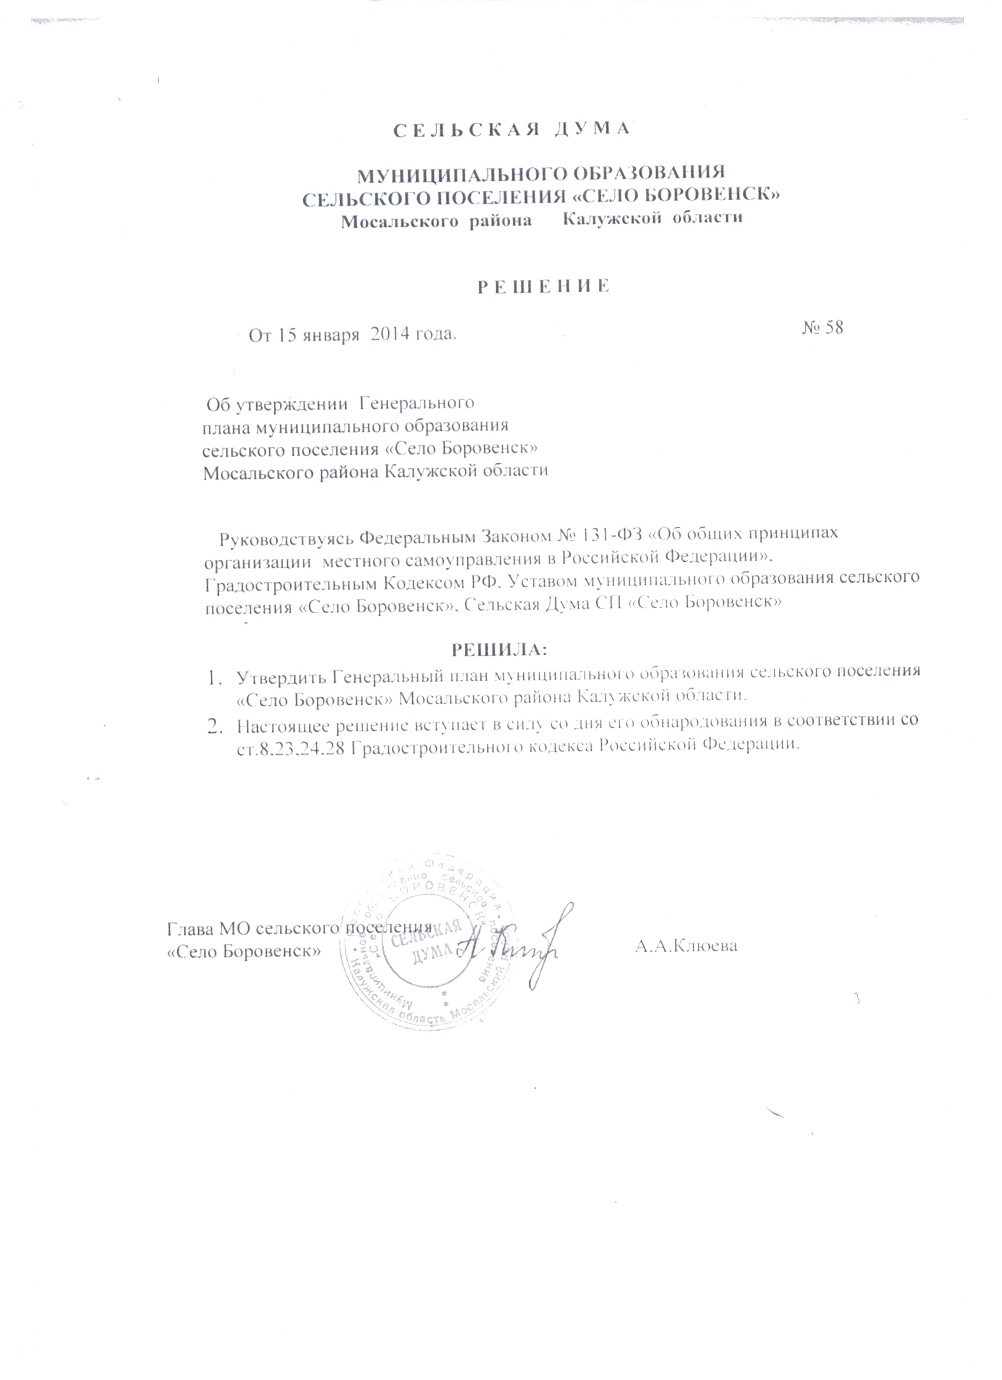 СЕЛЬСКАЯ ДУМА
МУНИЦИПАЛЬНОГО ОБРАЗОВАНИЯ
СЕЛЬСКОГО ПОСЕЛЕНИЯ «СЕЛО БОРОВЕНСК»
Мосальского района Калужской области
РЕШЕНИЕ
От 15 января 2014 года. № 58
Об утверждении Генерального
плана муниципального образования
сельского поселения «Село Боровенск»
Мосальского района Калужской области
Руководствуясь Федеральным Законом № 131-ФЗ «Об общих принципах
организации местного самоуправления в Российской Федерации».
Градостроительным Кодексом РФ. Уставом муниципального образования сельского
поселения «Село Боровенск». Сельская Дума СП «Село Боровенск»
РЕШИЛА:
1. Утвердить Генеральный план муниципального образования сельского поселения
«Село Боровенск» Мосальского района Калужской области.
2. Настоящее решение вступает в силу со дня его обнародования в соответствии со
ст.8.23.24.28 Градостроительного кодекса Российской Федерации.
Глава МО сельского поселения
«Село Боровенск» А.А.Клюева
СЕЛЬСКАЯ
ДУМА
«Село БОРОВЕНСК»
Калужская область Мосальский